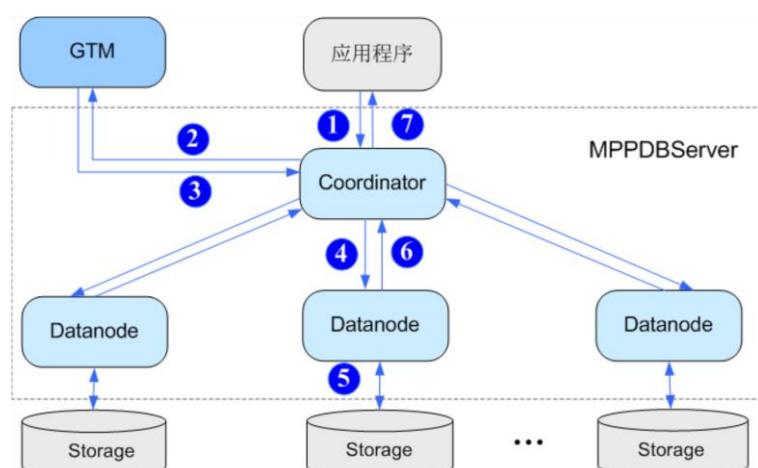 GTM
应用程序
1
7
2
MPPDBServer
3
Coordinator
4
6
Datanode
Datanode
Datanode
5
Storage
Storage
...
Storage